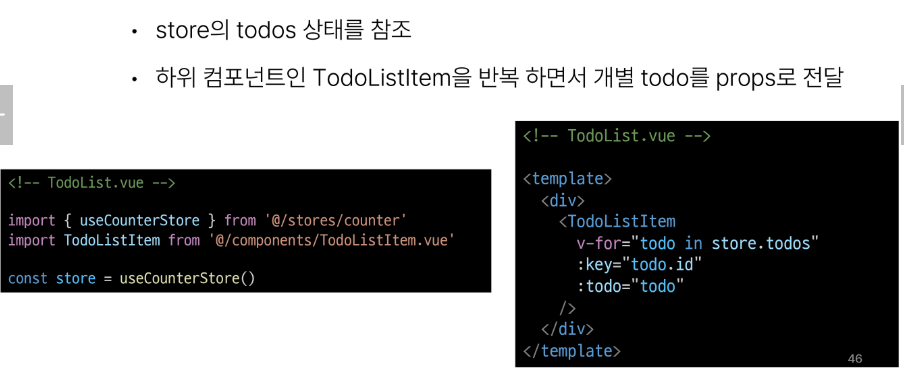 • store의 todos 상태를 참조
• 하위 컴포넌트인 TodoListItem을 반복 하면서 개별 todo를 props로 전달
<!-- TodoList.vue -->
import { useCounterStore } from '@/stores/counter'
import TodoListItem from '@/components/TodoListItem.vue'
const store = useCounterStore()
<!-- TodoList.vue -->
<template>
  <div>
    <TodoListItem
      v-for="todo in store.todos"
      :key="todo.id"
      :todo="todo"
    />
  </div>
</template>
46